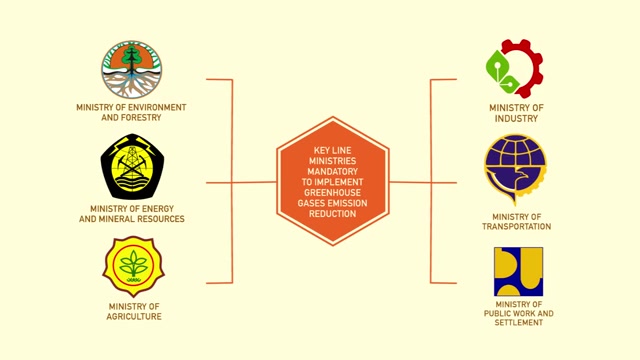 MINISTRY OF ENVIRONMENT
AND FORESTRY
MINISTRY OF ENERGY
AND MINERAL RESOURCES
MINISTRY OF
AGRICULTURE
KEY LINE
MINISTRIES
MANDATORY
TO IMPLEMENT
GREENHOUSE
GASES EMISSION
REDUCTION
MINISTRY OF
INDUSTRY
MINISTRY OF
TRANSPORTATION
MINISTRY OF
PUBLIC WORK AND
SETTLEMENT